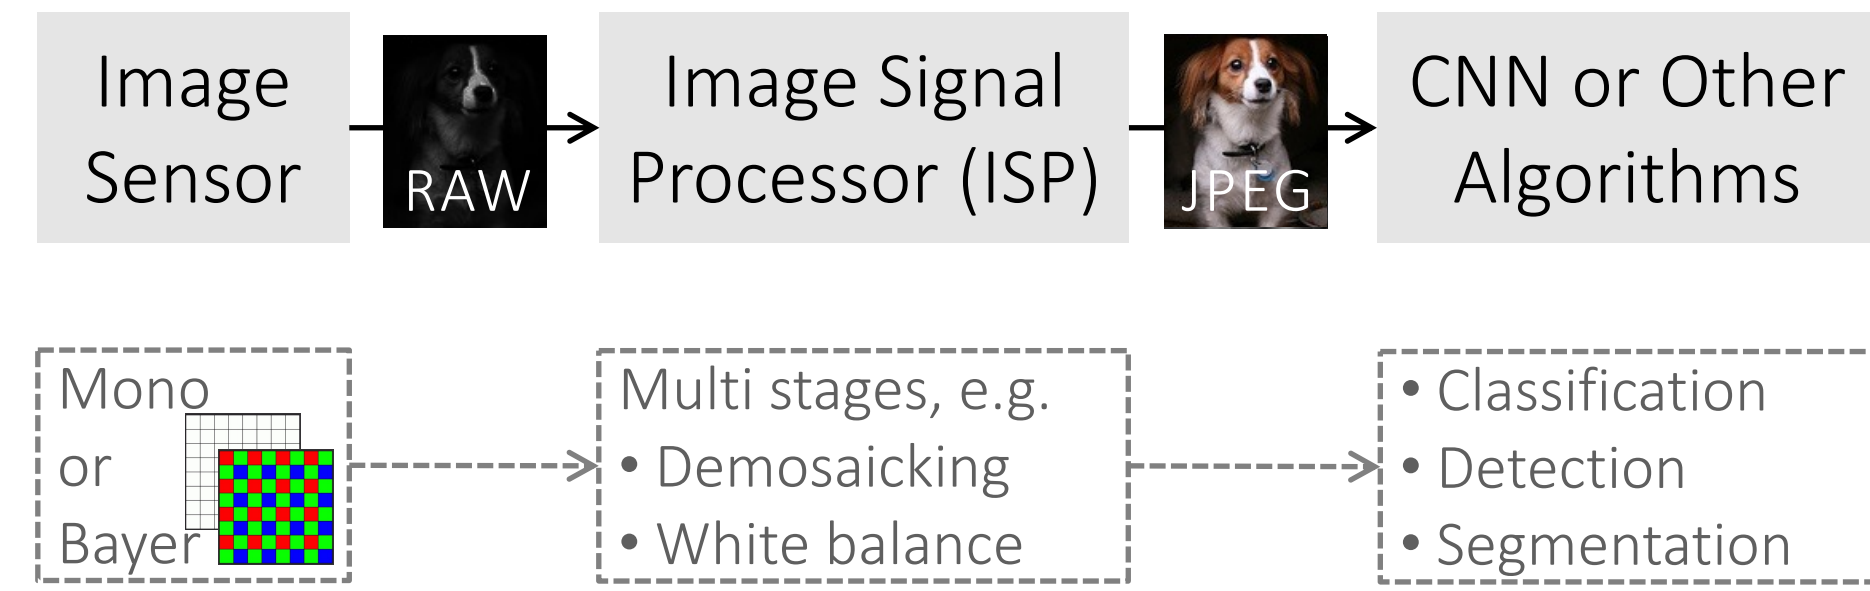 Image
Sensor
RAW
Image Signal
Processor (ISP)
JPEG
CNN or Other
Algorithms
Mono
or
Bayer
Multi stages, e.g.
• Demosaicking
• White balance
• Classification
• Detection
• Segmentation